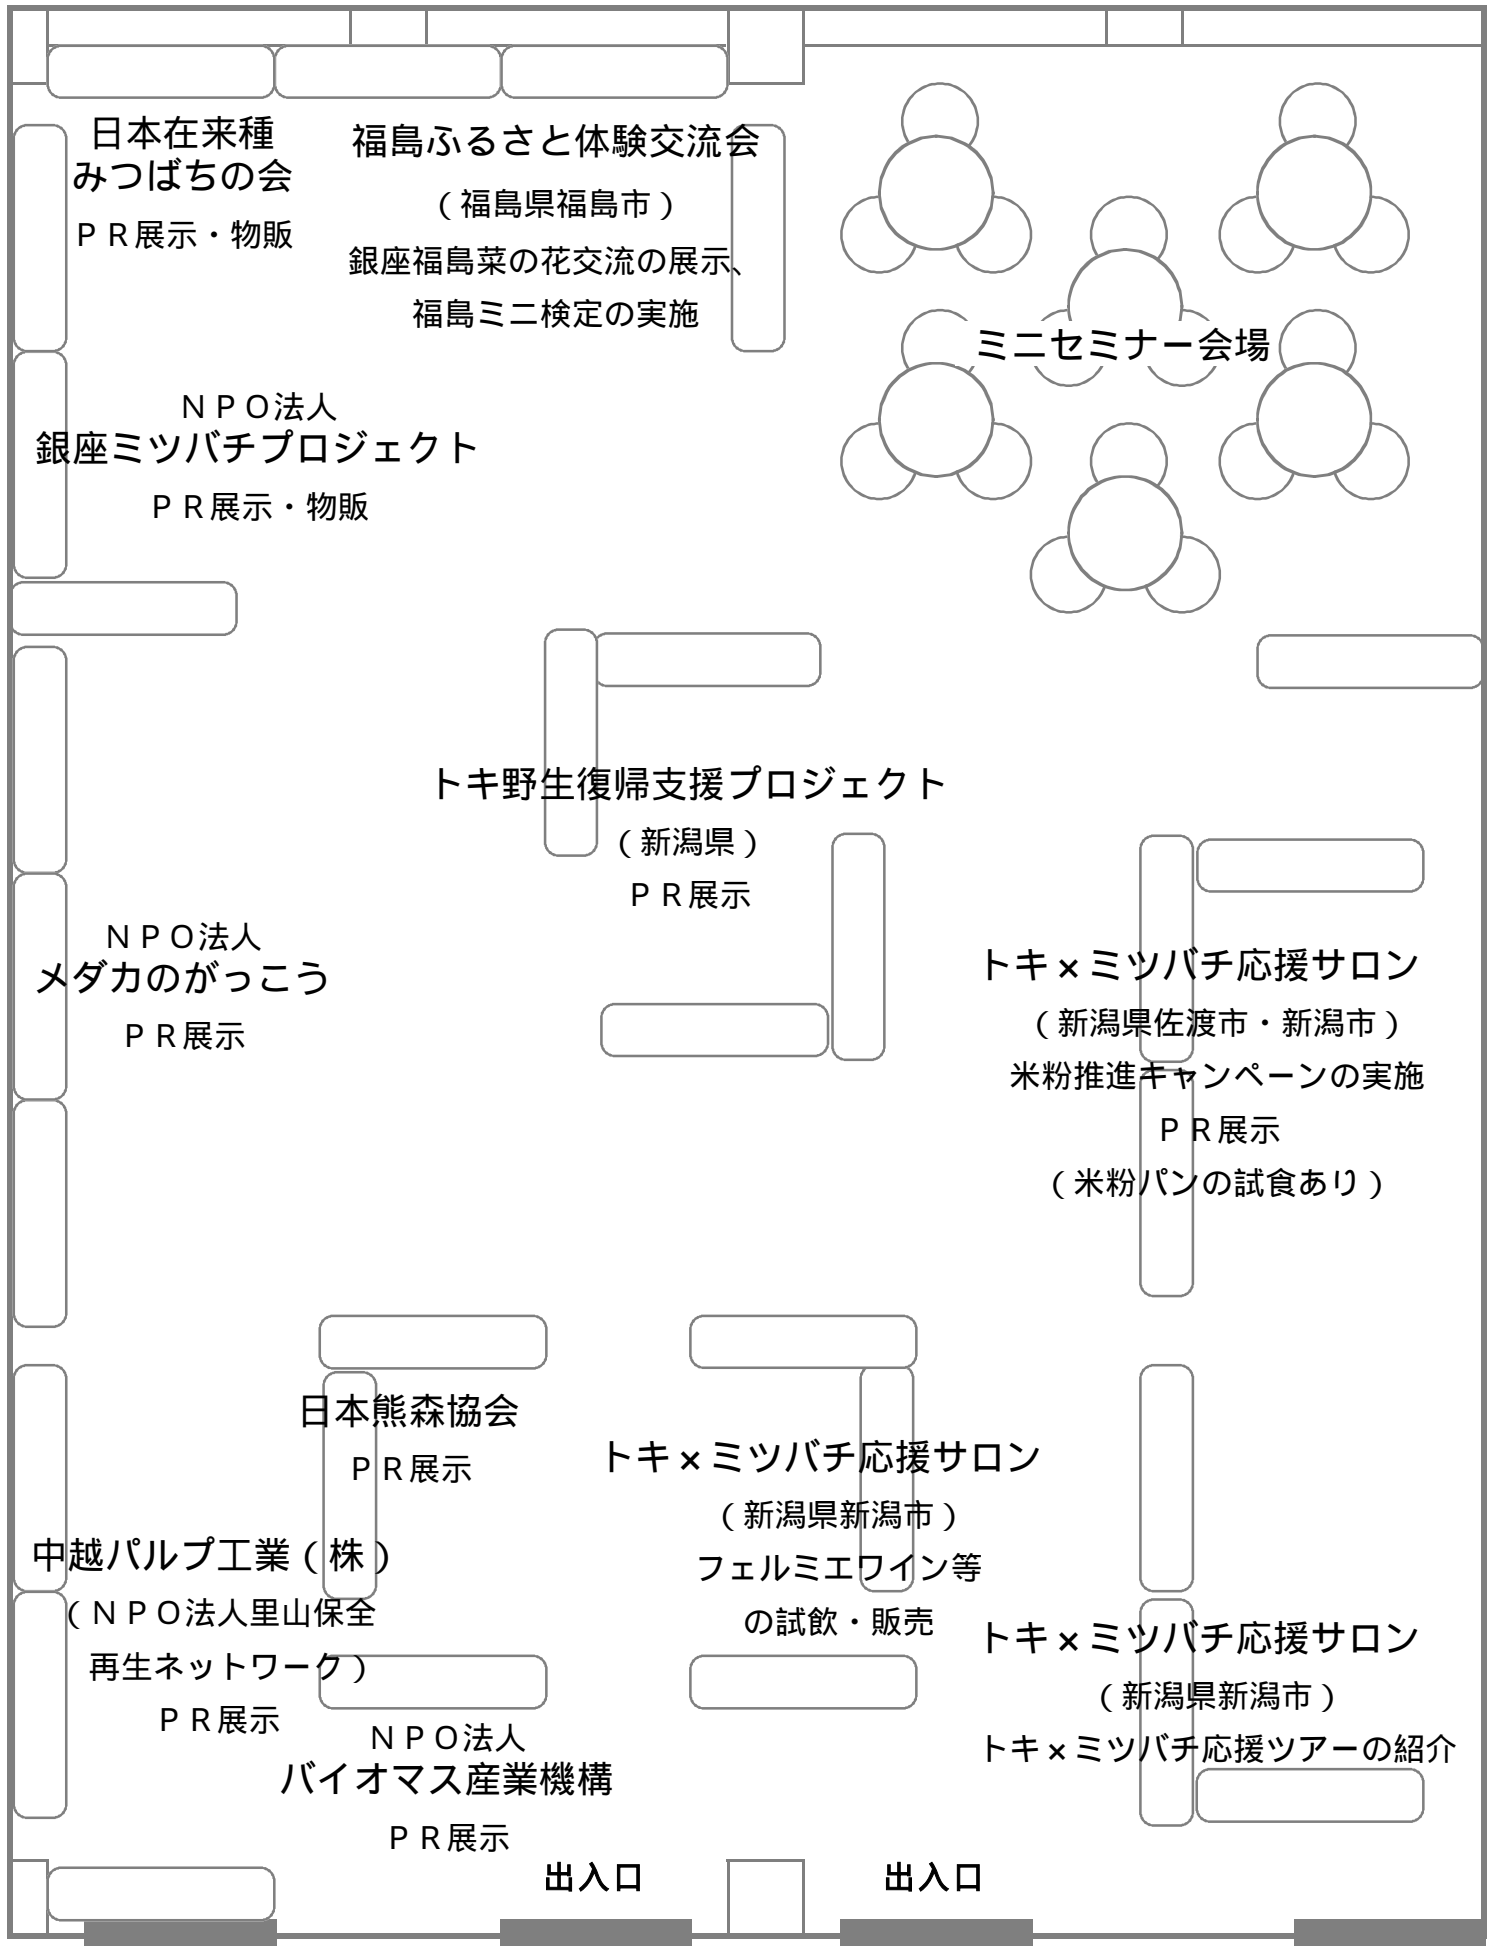 日本在来種
みつばちの会
ＰＲ展示・物販
福島ふるさと体験交流会
（福島県福島市）
銀座福島菜の花交流の展示、
福島ミニ検定の実施
ミニセミナー会場
ＮＰＯ法人
銀座ミツバチプロジェクト
ＰＲ展示・物販
トキ野生復帰支援プロジェクト
（新潟県）
ＰＲ展示
ＮＰＯ法人
メダカのがっこう
ＰＲ展示
トキ×ミツバチ応援サロン
（新潟県佐渡市・新潟市）
米粉推進キャンペーンの実施
ＰＲ展示
（米粉パンの試食あり）
日本熊森協会
ＰＲ展示
トキ×ミツバチ応援サロン
（新潟県新潟市）
フェルミエワイン等
の試飲・販売
中越パルプ工業（株）
（ＮＰＯ法人里山保全
再生ネットワーク）
ＰＲ展示
トキ×ミツバチ応援サロン
（新潟県新潟市）
トキ×ミツバチ応援ツアーの紹介
ＮＰＯ法人
バイオマス産業機構
ＰＲ展示
出入口
出入口